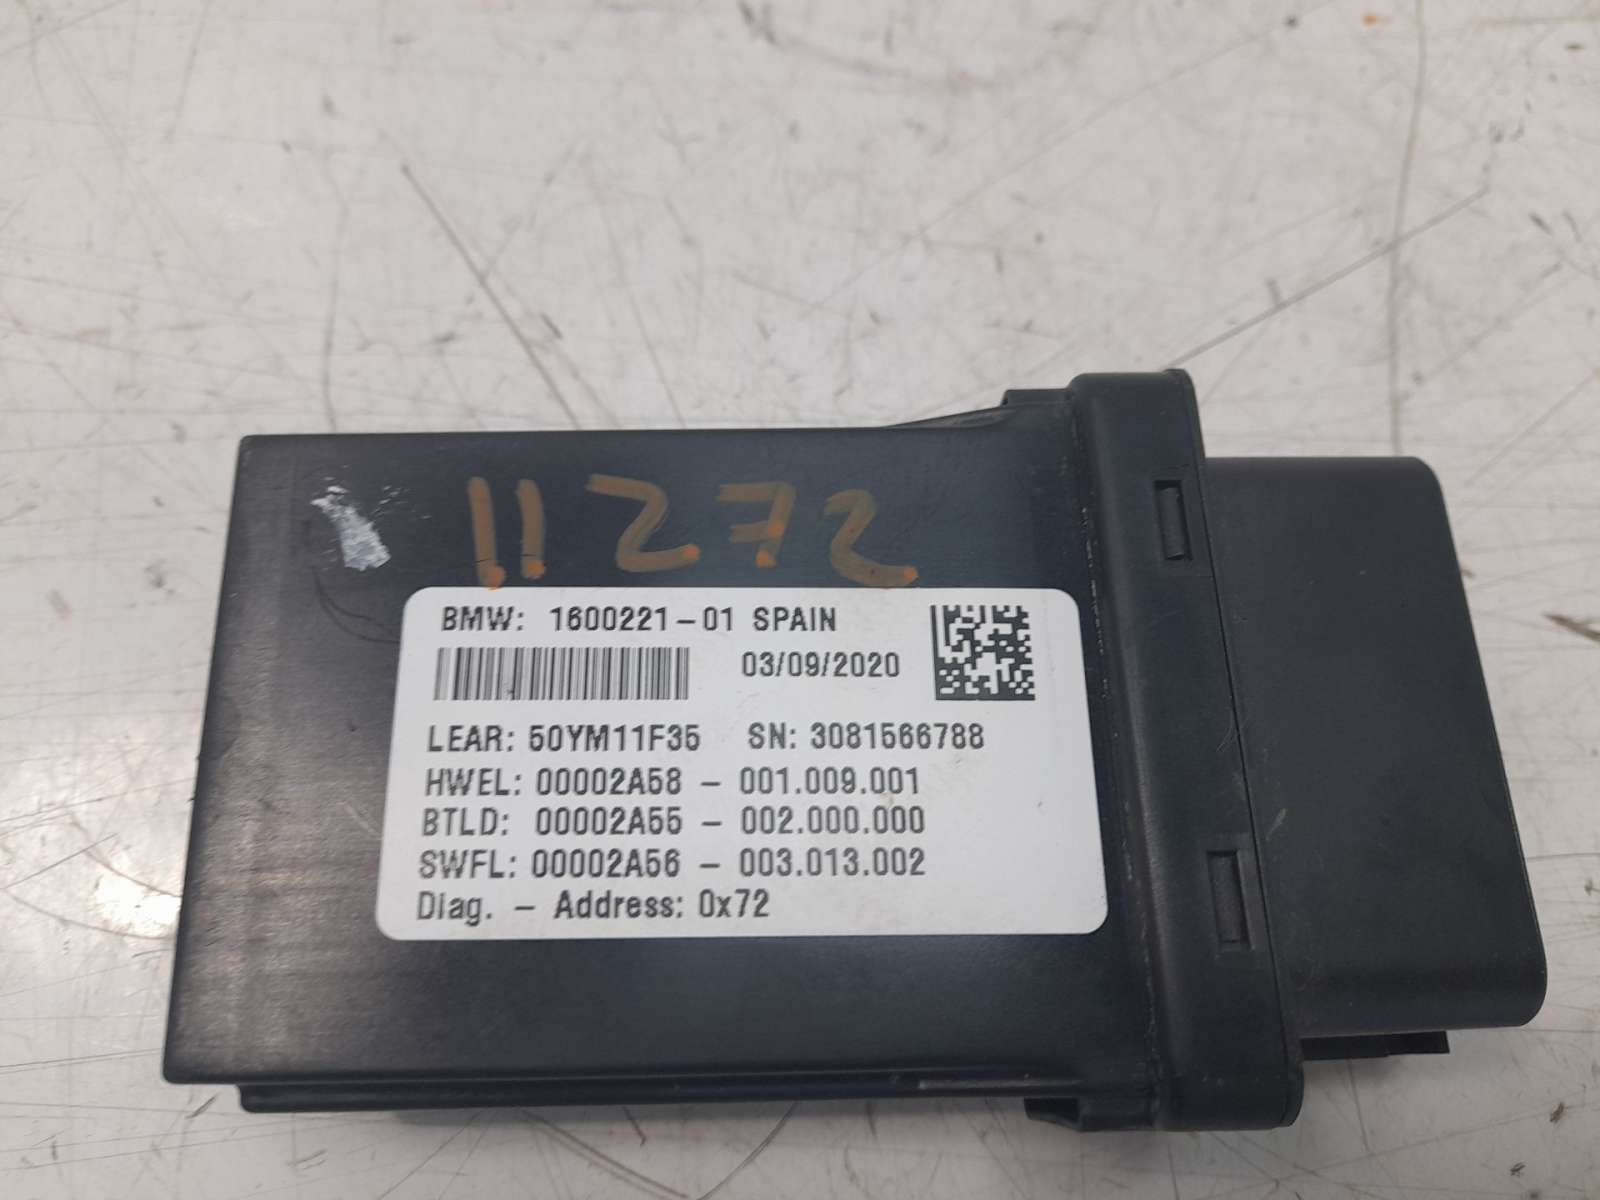 11272
BMW: 1600221-01 SPAIN
03/09/2020
LEAR: 50YM11F35 SN: 3081566788
HWEL: 00002A58 - 001.009.001
BTLD: 00002A55 - 002.000.000
SWFL: 00002A56 - 003.013.002
Diag. - Address: 0x72